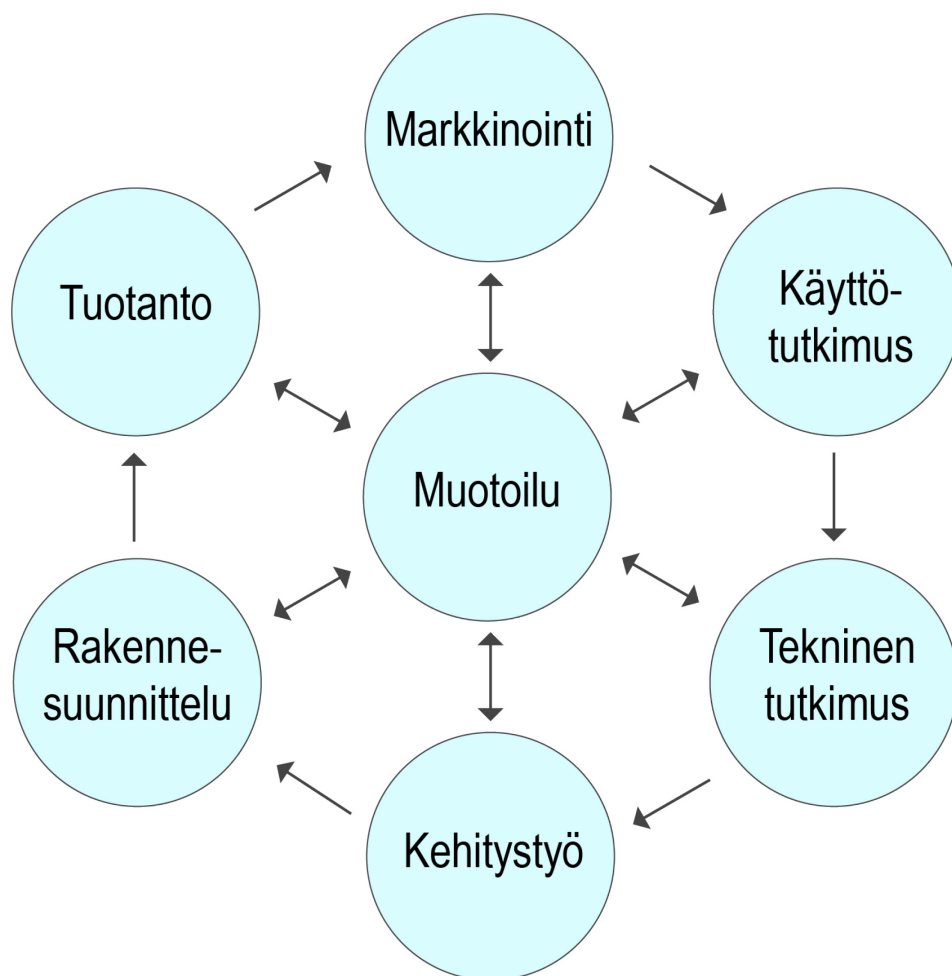 Markkinointi
Tuotanto
Käyttö-
tutkimus
Muotoilu
Rakenne-
suunnittelu
Tekninen
tutkimus
Kehitystyö